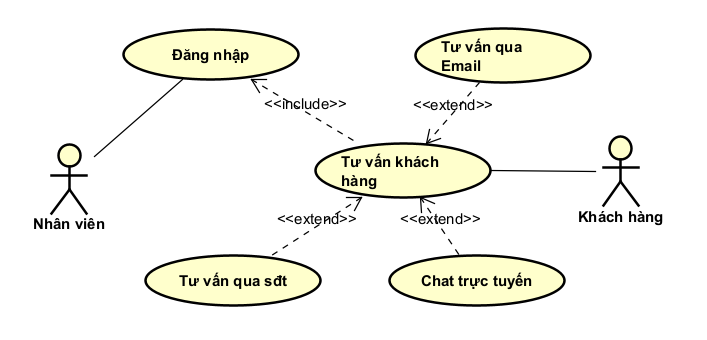 Đăng nhập
Tư vấn qua
Email
<<include>>
<<extend>>
Tư vấn khách
hàng
Nhân viên
Khách hàng
<<extend>>
<<extend>>
Tư vấn qua sđt
Chat trực tuyến